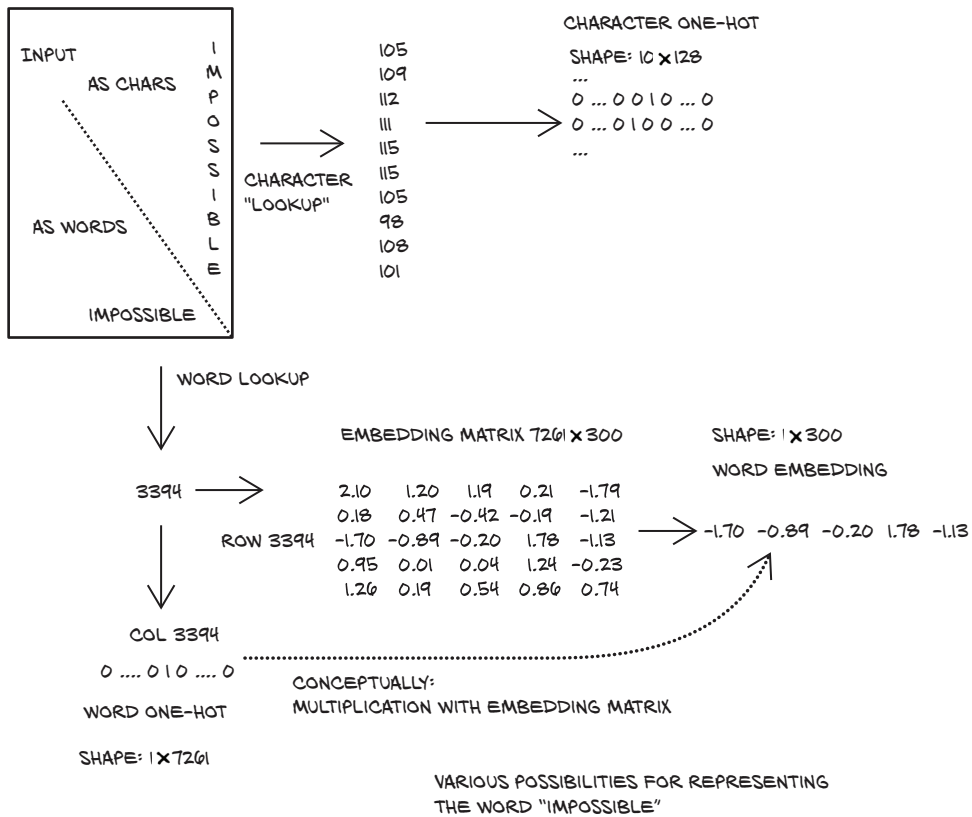 INPUT
AS CHARS
I
M
P
O
S
S
I
B
L
E
AS WORDS
IMPOSSIBLE
CHARACTER
"LOOKUP"
105
109
112
111
115
115
105
98
108
101
CHARACTER ONE-HOT
SHAPE: 10 × 128
...
0 ... 0 0 1 0 ... 0
0 ... 0 1 0 0 ... 0
...
WORD LOOKUP
3394
EMBEDDING MATRIX 7261 × 300
2.10 1.20 1.19 0.21 -1.79
0.18 0.47 -0.42 -0.19 -1.21
ROW 3394 -1.70 -0.89 -0.20 1.78 -1.13
0.95 0.01 0.04 1.24 -0.23
1.26 0.19 0.54 0.86 0.74
SHAPE: 1 × 300
WORD EMBEDDING
-1.70 -0.89 -0.20 1.78 -1.13
COL 3394
0 .... 0 1 0 .... 0
WORD ONE-HOT
SHAPE: 1 × 7261
CONCEPTUALLY:
MULTIPLICATION WITH EMBEDDING MATRIX
VARIOUS POSSIBILITIES FOR REPRESENTING
THE WORD "IMPOSSIBLE"